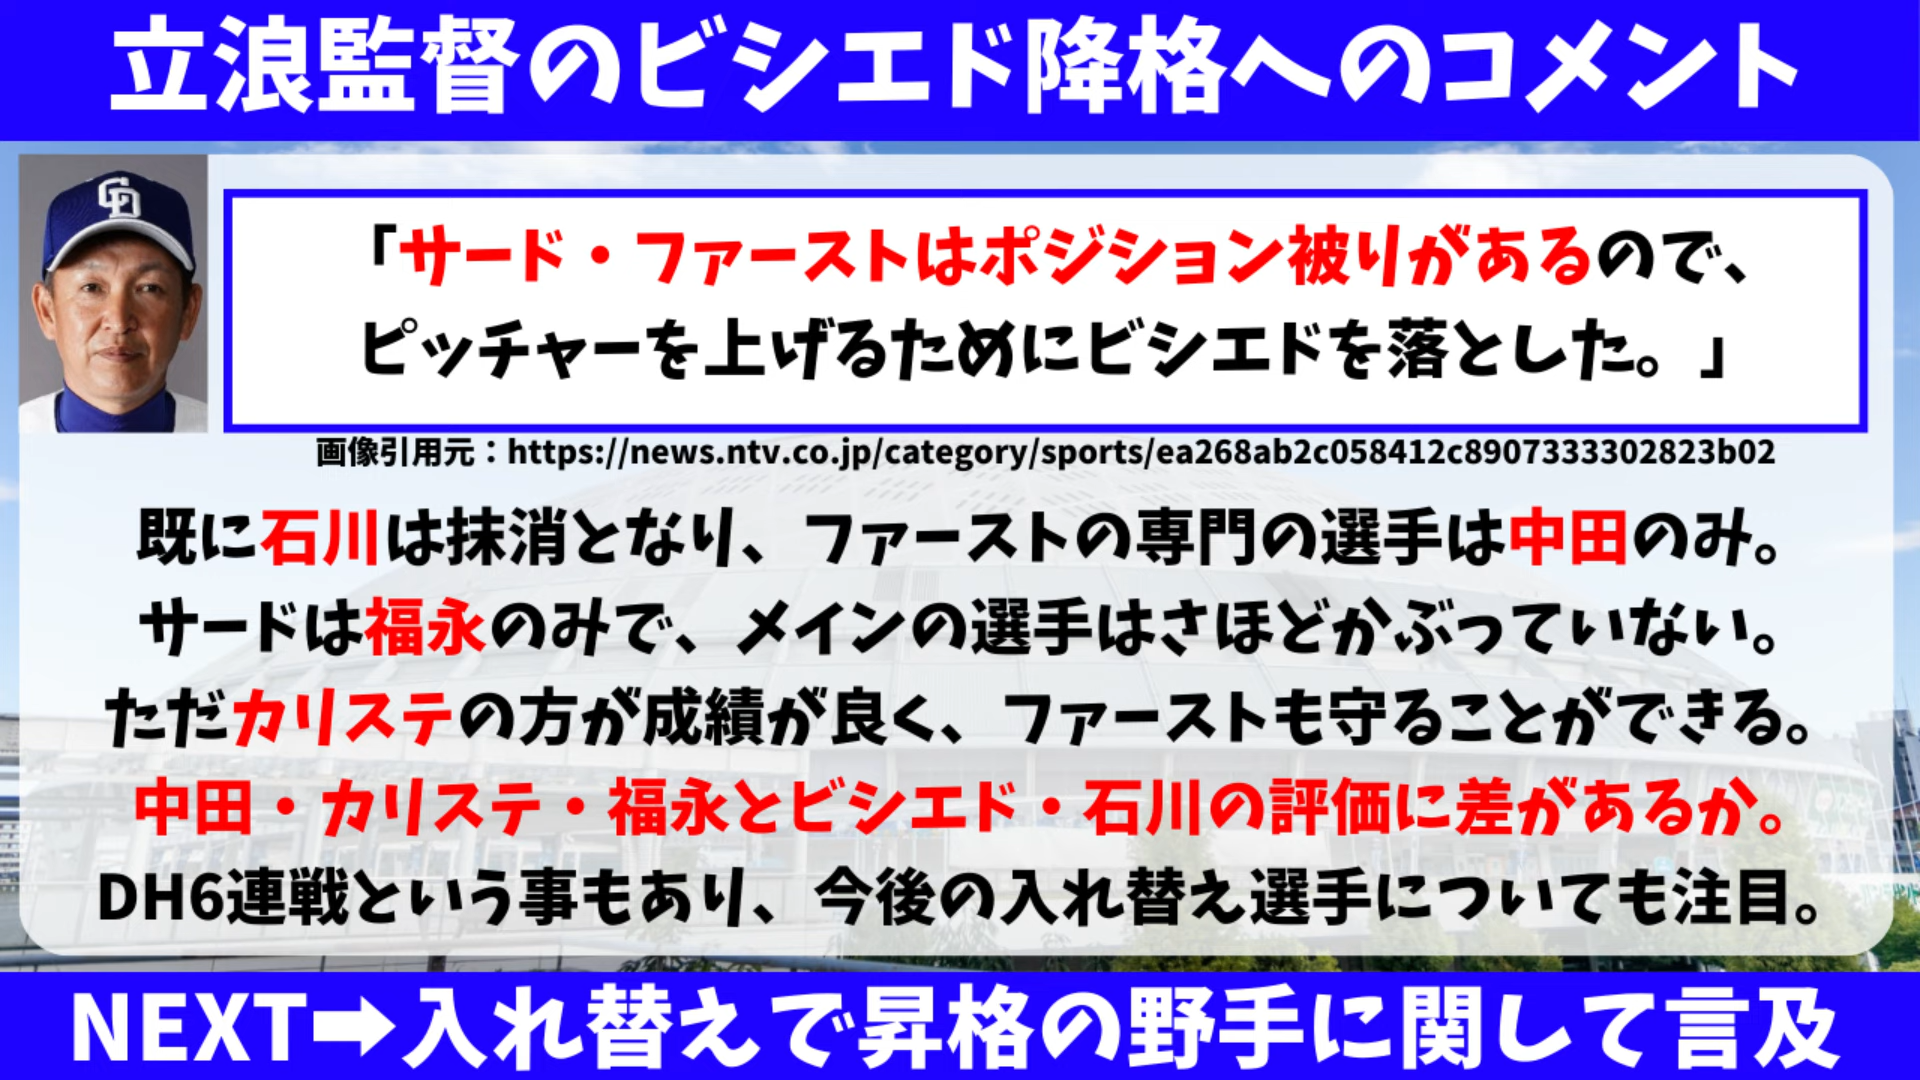 立浪監督のビシエド降格へのコメント
CD
「サード・ファーストはポジション被りがあるので、
ピッチャーを上げるためにビシエドを落とした。」
画像引用元：https://news.ntv.co.jp/category/sports/ea268ab2c058412c8907333302823b02
既に石川は抹消となり、ファーストの専門の選手は中田のみ。
サードは福永のみで、メインの選手はさほどかぶっていない。
ただカリステの方が成績が良く、ファーストも守ることができる。
中田・カリステ・福永とビシエド・石川の評価に差があるか。
DH6連戦という事もあり、今後の入れ替え選手についても注目。
NEXT➡入れ替えで昇格の野手に関して言及